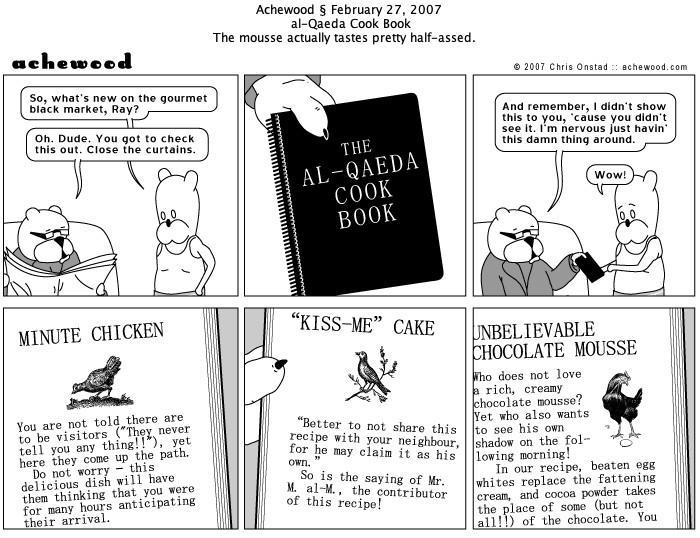 Achewood § February 27, 2007
al-Qaeda Cook Book
The mousse actually tastes pretty half-assed.
achewood
© 2007 Chris Onstad :: achewood.com
So, what's new on the gourmet
black market, Ray?
Oh. Dude. You got to check
this out. Close the curtains.
THE
AL-QAEDA
COOK
BOOK
And remember, I didn't show
this to you, 'cause you didn't
see it. I'm nervous just havin'
this damn thing around.
Wow!
MINUTE CHICKEN
You are not told there are
to be visitors ("They never
tell you any thing!!"), yet
here they come up the path.
Do not worry — this
delicious dish will have
them thinking that you were
for many hours anticipating
their arrival.
"KISS-ME" CAKE
"Better to not share this
recipe with your neighbour,
for he may claim it as his
own."
So is the saying of Mr.
M. al-M., the contributor
of this recipe!
UNBELIEVABLE
CHOCOLATE MOUSSE
Who does not love
a rich, creamy
chocolate mousse?
Yet who also wants
to see his own
shadow on the fol-
lowing morning!
In our recipe, beaten egg
whites replace the fattening
cream, and cocoa powder takes
the place of some (but not
all!!) of the chocolate. You